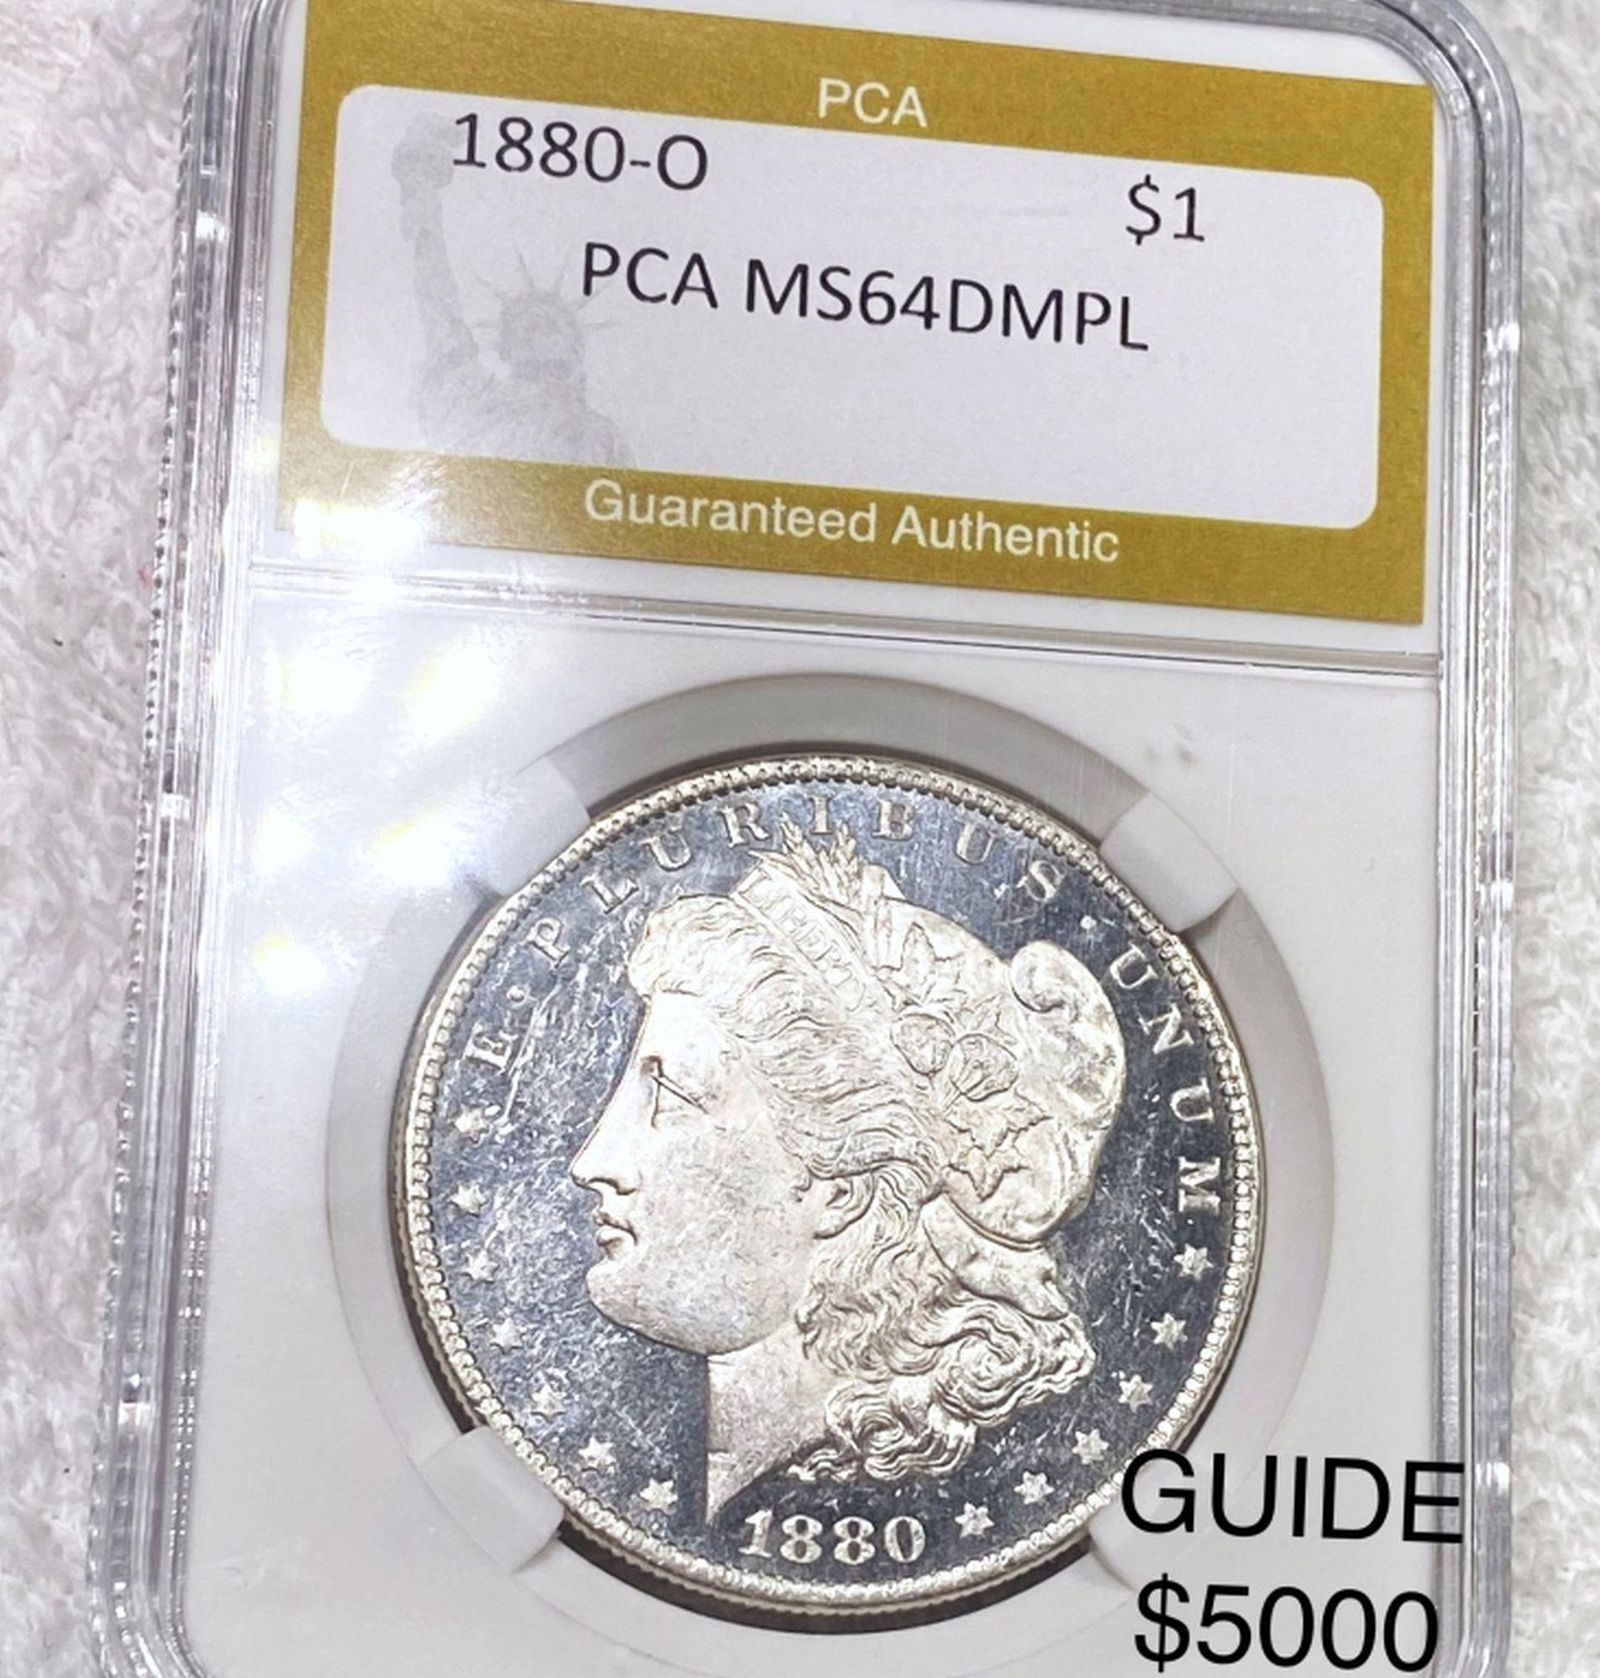 PCA
1880-O
$1
PCA MS64DMPL
Guaranteed Authentic
E·PLURIBUS·UNUM
LIBERTY
1880
GUIDE
$5000